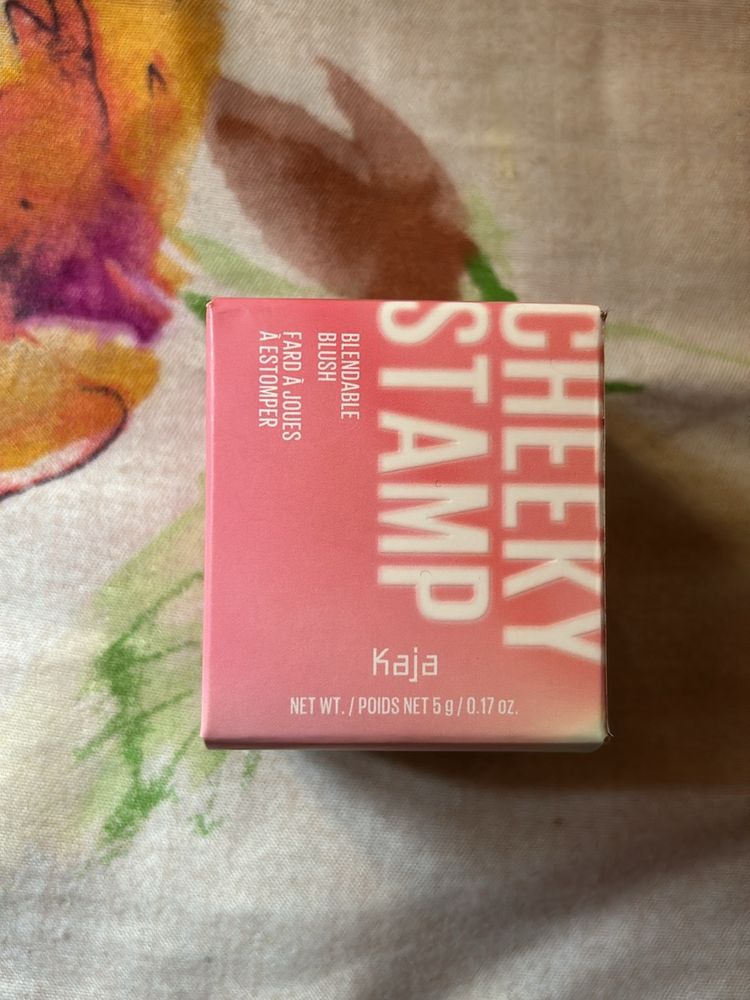 CHEEKY
STAMP
BLENDABLE
BLUSH
FARD À JOUES
À ESTOMPER
Kaja
NET WT. / POIDS NET 5 g / 0.17 oz.